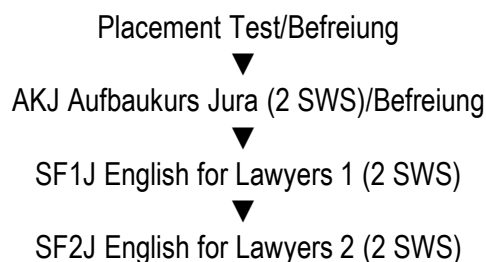 Placement Test/Befreiung
▼
AKJ Aufbaukurs Jura (2 SWS)/Befreiung
▼
SF1J English for Lawyers 1 (2 SWS)
▼
SF2J English for Lawyers 2 (2 SWS)